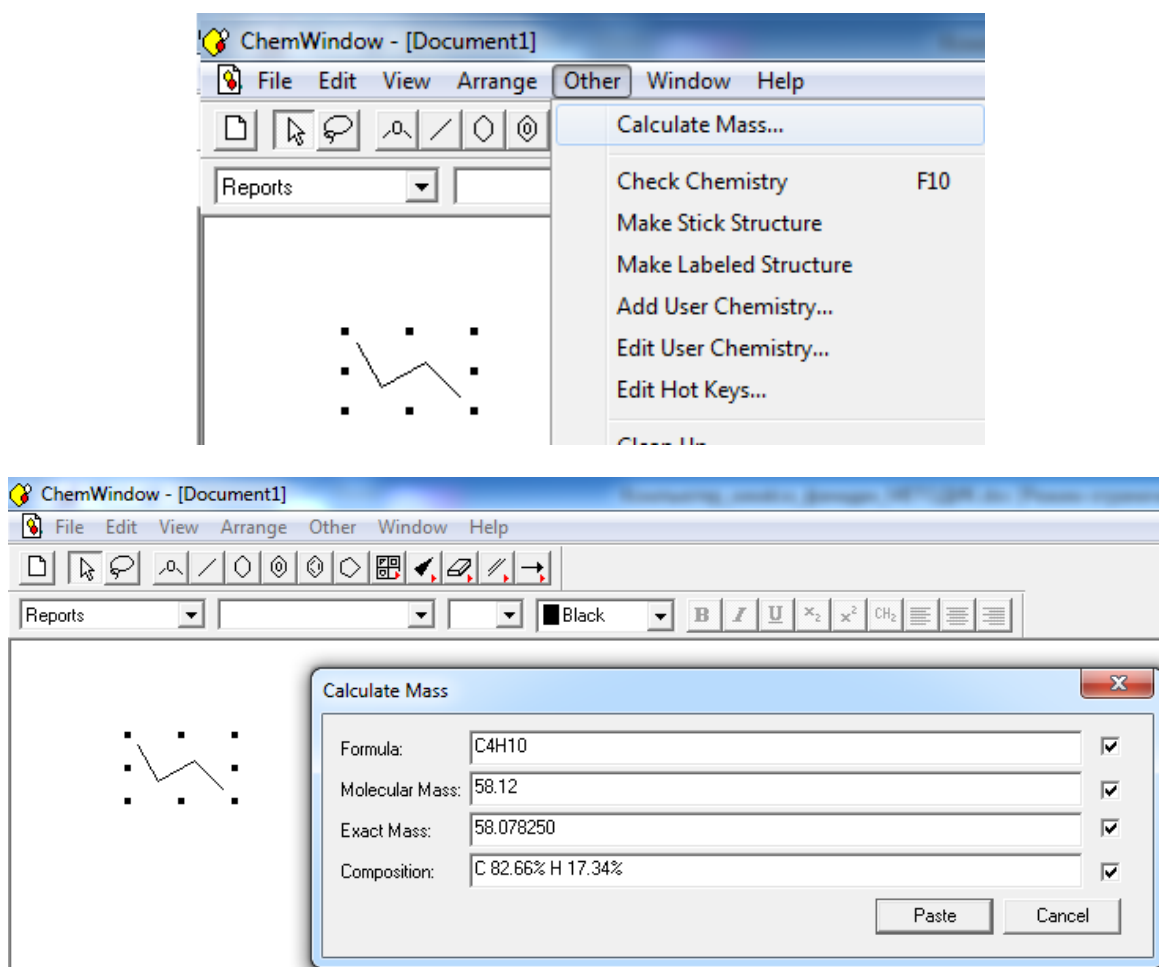 ChemWindow - [Document1]
File Edit View Arrange Other Window Help
Calculate Mass...
Reports
Check Chemistry F10
Make Stick Structure
Make Labeled Structure
Add User Chemistry...
Edit User Chemistry...
Edit Hot Keys...
ChemWindow - [Document1]
File Edit View Arrange Other Window Help
Reports Black B I U x₂ x² CH₂
Calculate Mass
Formula: C4H10
Molecular Mass: 58.12
Exact Mass: 58.078250
Composition: C 82.66% H 17.34%
Paste Cancel